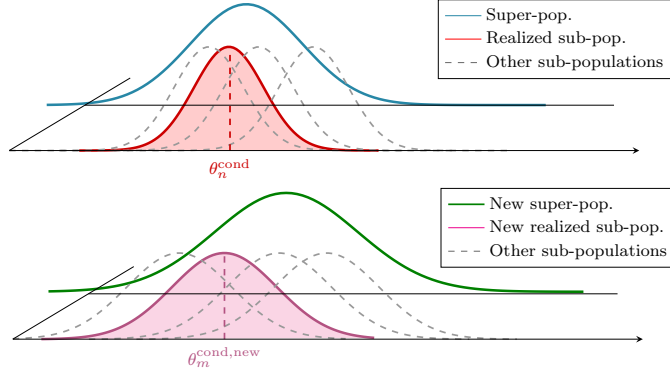 Super-pop.
Realized sub-pop.
Other sub-populations
θ_n^cond
New super-pop.
New realized sub-pop.
Other sub-populations
θ_m^cond,new